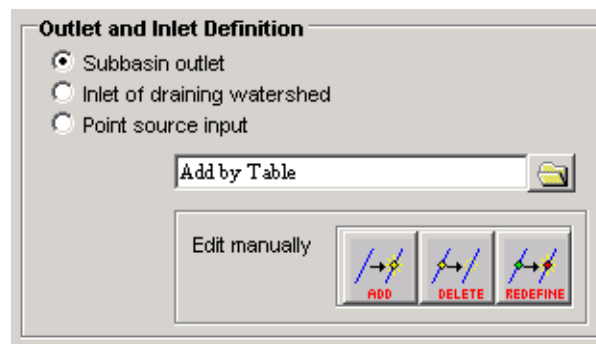 Outlet and Inlet Definition
Subbasin outlet
Inlet of draining watershed
Point source input
Add by Table
Edit manually
ADD DELETE REDEFINE